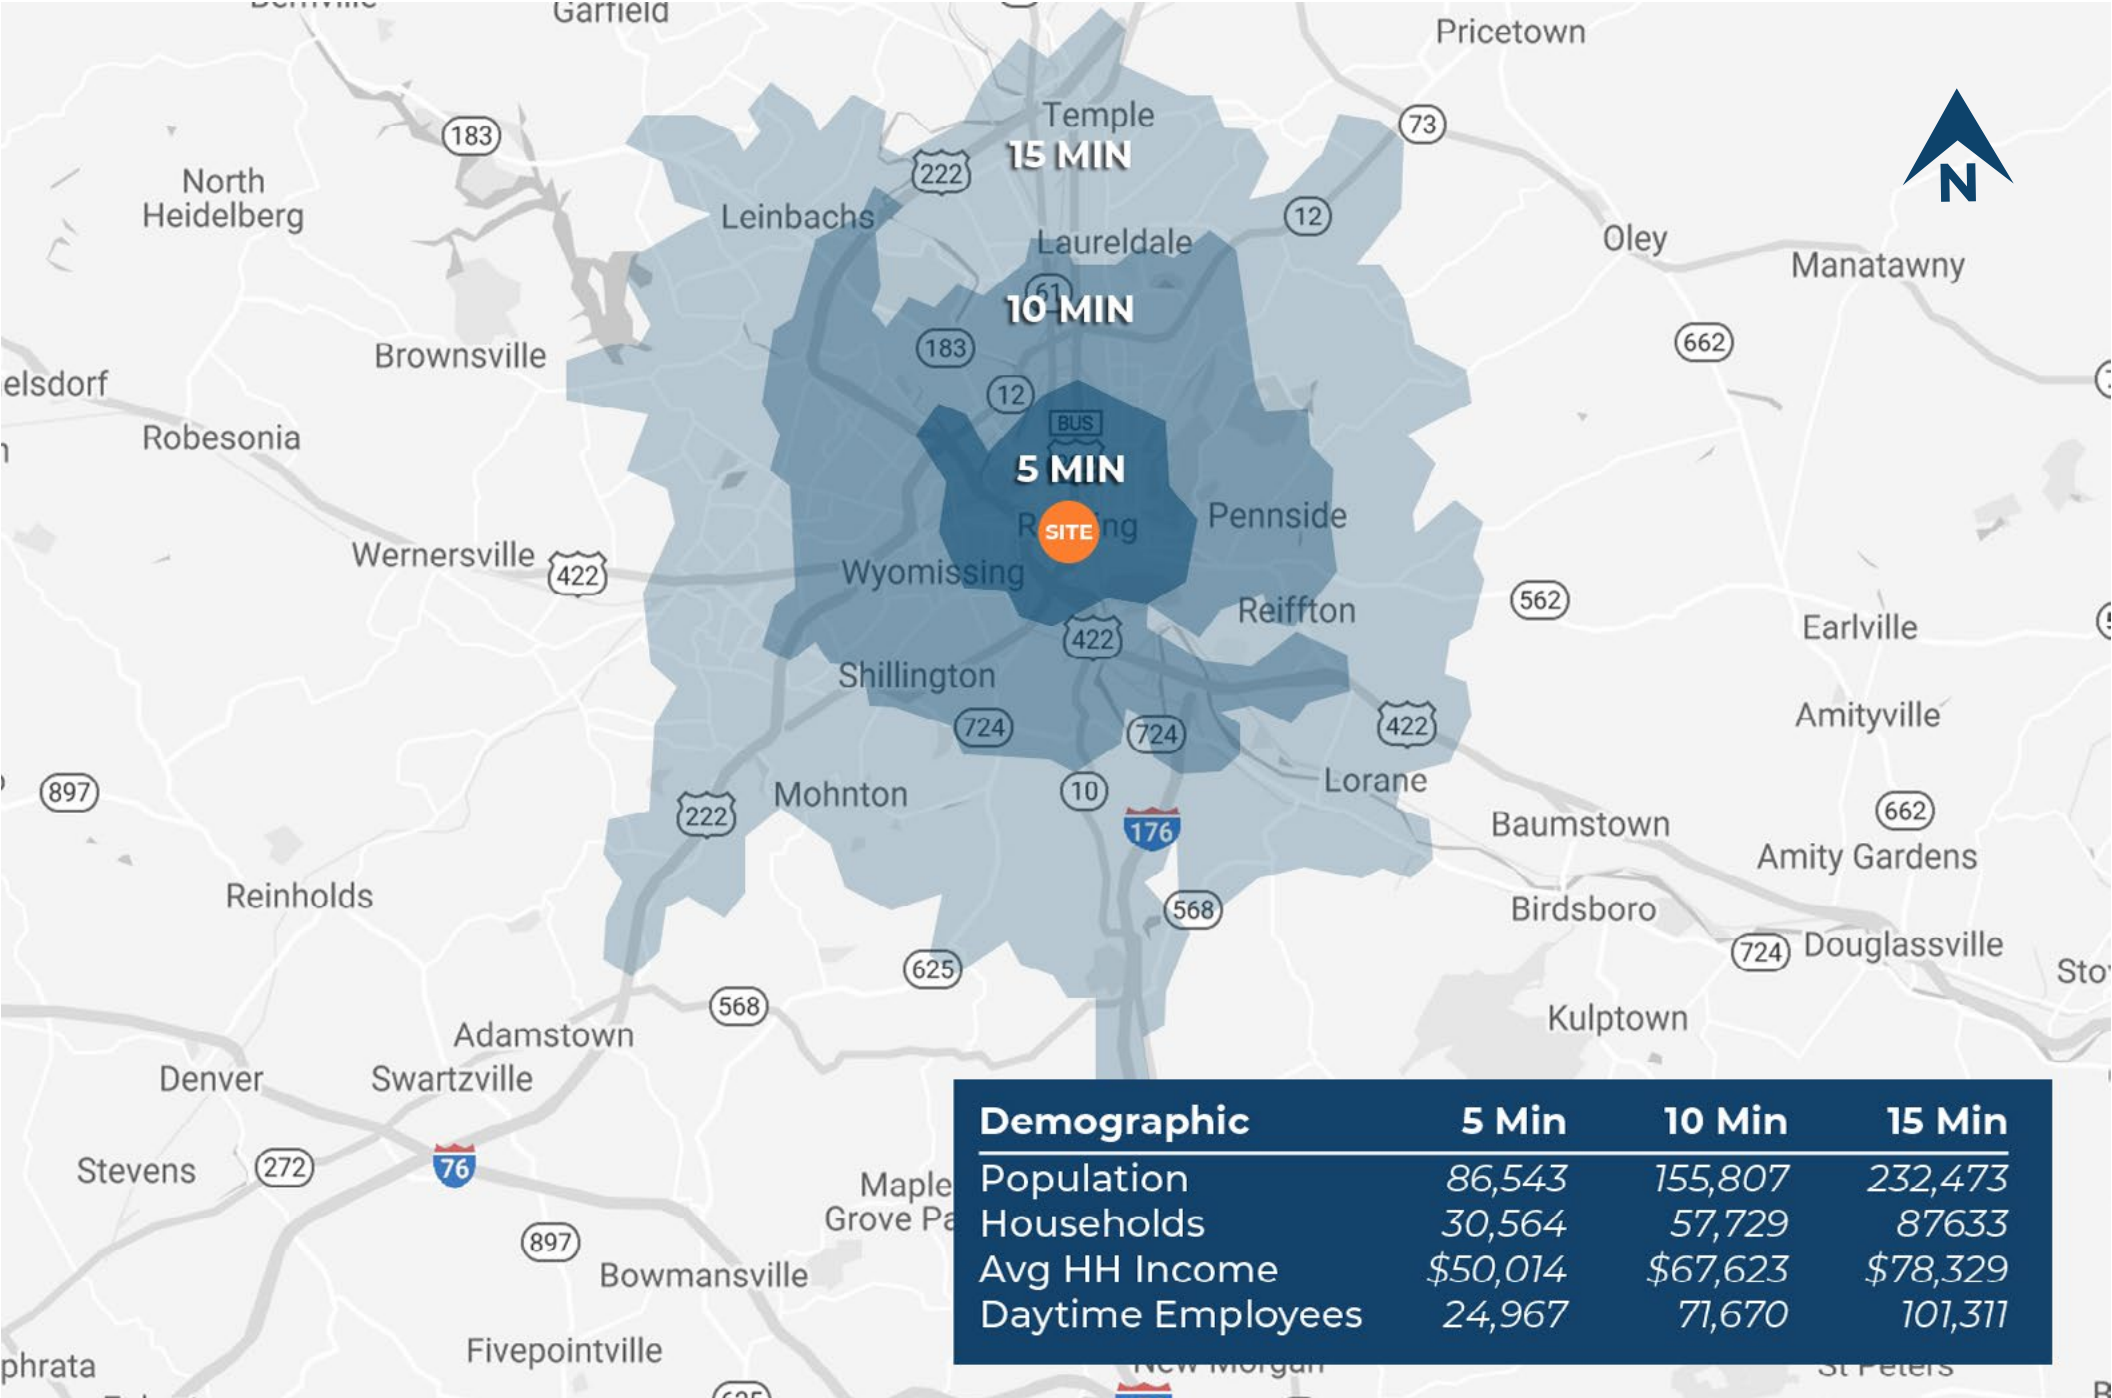 Garfield
Pricetown
Temple
73
183
15 MIN
222
North
Heidelberg
N
Leinbachs
12
Laureldale
Oley
Manatawny
61
10 MIN
183
662
Brownsville
elsdorf
12
BUS
Robesonia
5 MIN
Pennside
SITE
Wernersville
422
Wyomissing
562
Reiffton
Earlville
422
Shillington
Amityville
724
724
422
Lorane
897
Mohnton
10
222
176
Baumstown
662
Amity Gardens
Reinholds
568
Birdsboro
724
Douglassville
625
568
Kulptown
Adamstown
Denver
Swartzville
Stevens
272
76
Maple
897
Bowmansville
Fivepointville
phrata
Demographic 5 Min 10 Min 15 Min
Population 86,543 155,807 232,473
Households 30,564 57,729 87633
Avg HH Income $50,014 $67,623 $78,329
Daytime Employees 24,967 71,670 101,311